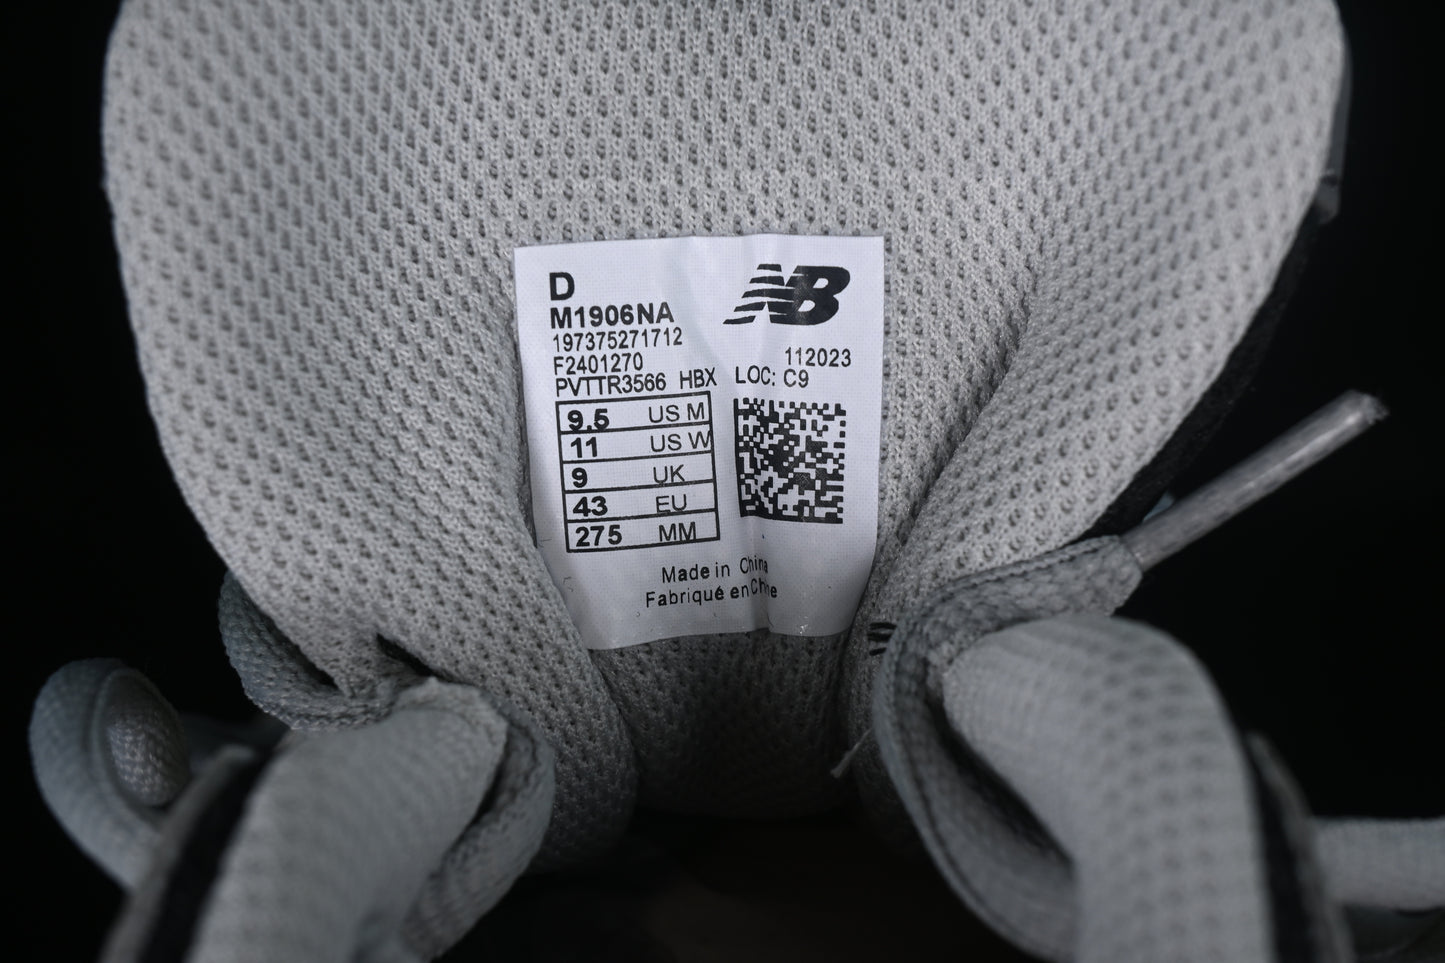 D
NB
M1906NA
197375271712
F2401270
112023
PVTTR3566 HBX LOC: C9
9.5 US M
11 US W
9 UK
43 EU
275 MM
Made in China
Fabriqué en Chine